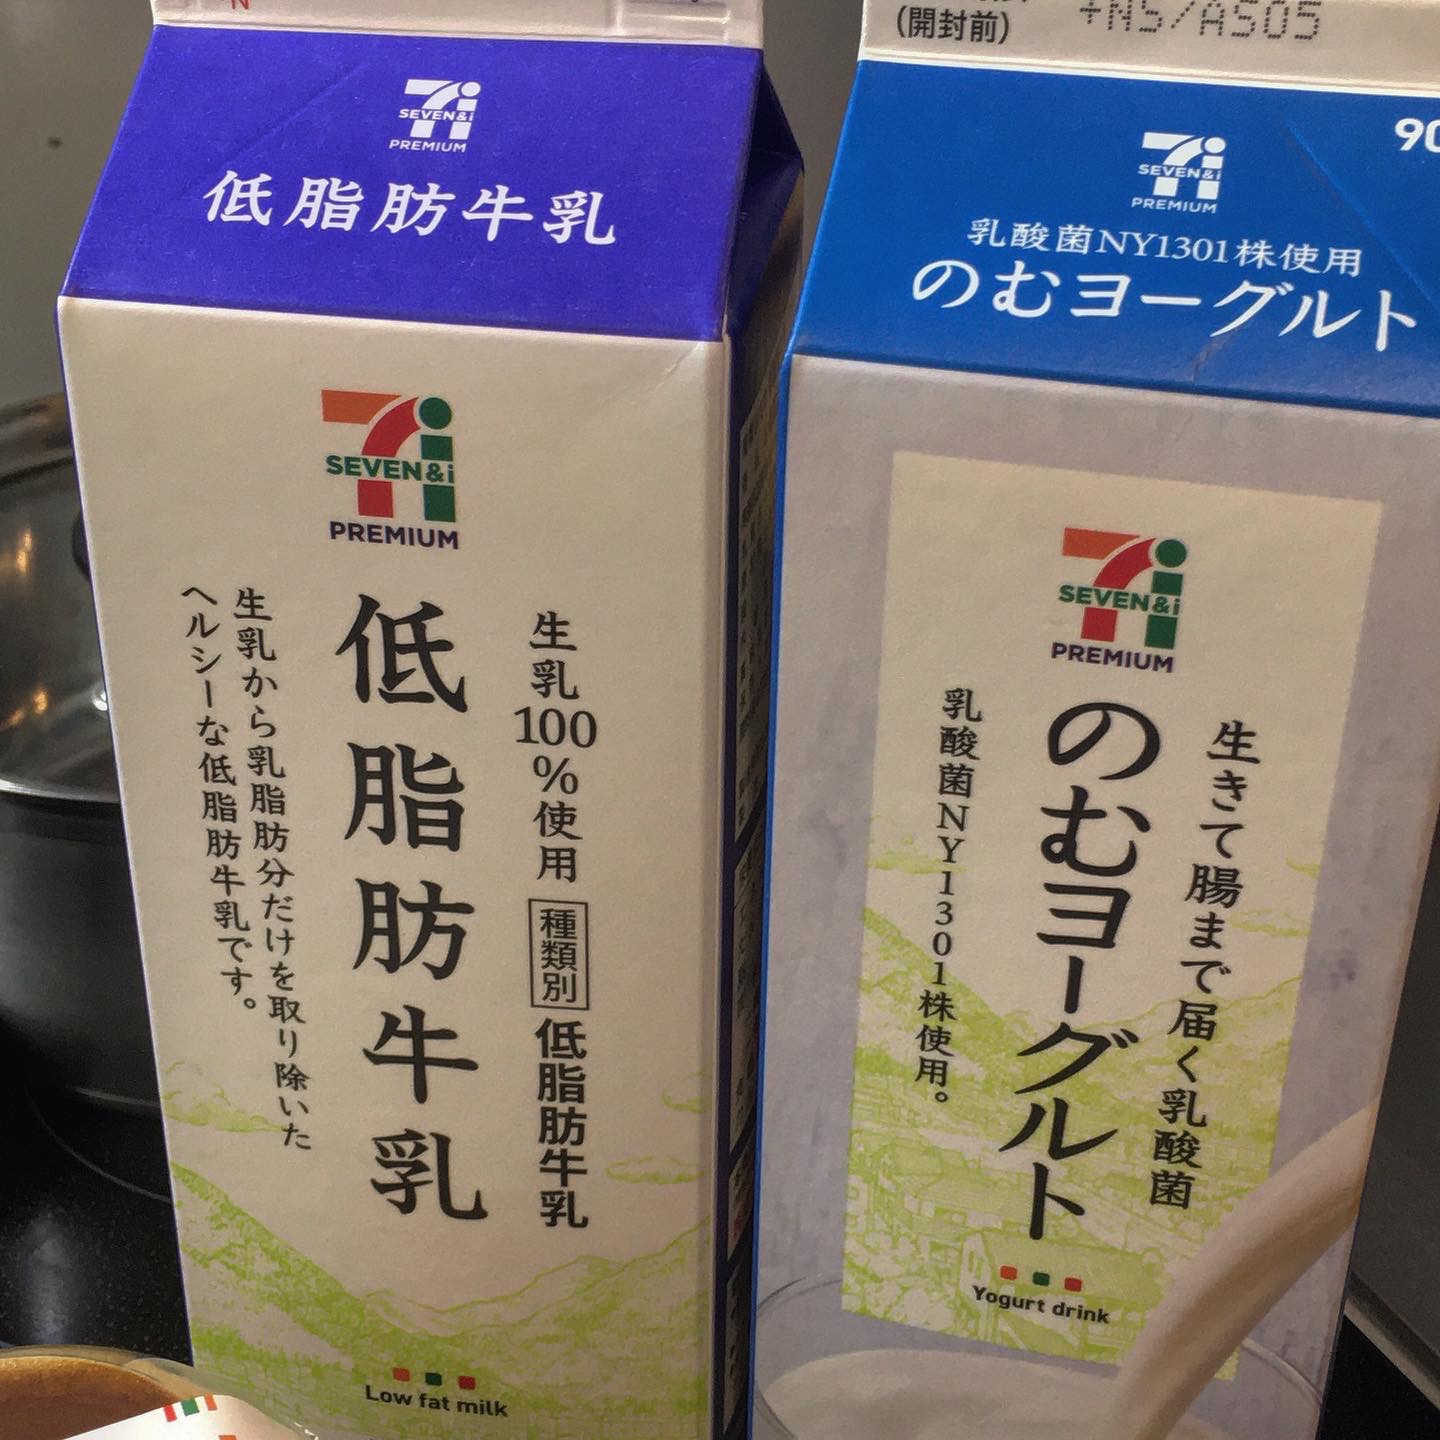 SEVEN&i
PREMIUM
低脂肪牛乳
SEVEN&i
PREMIUM
生乳100%使用
種類別
低脂肪牛乳
低脂肪牛乳
生乳から乳脂肪分だけを取り除いた
ヘルシーな低脂肪牛乳です。
Low fat milk
(開封前)
+NS/AS05
90
SEVEN&i
PREMIUM
乳酸菌NY1301株使用
のむヨーグルト
SEVEN&i
PREMIUM
生きて腸まで届く乳酸菌
のむヨーグルト
乳酸菌NY1301株使用。
Yogurt drink